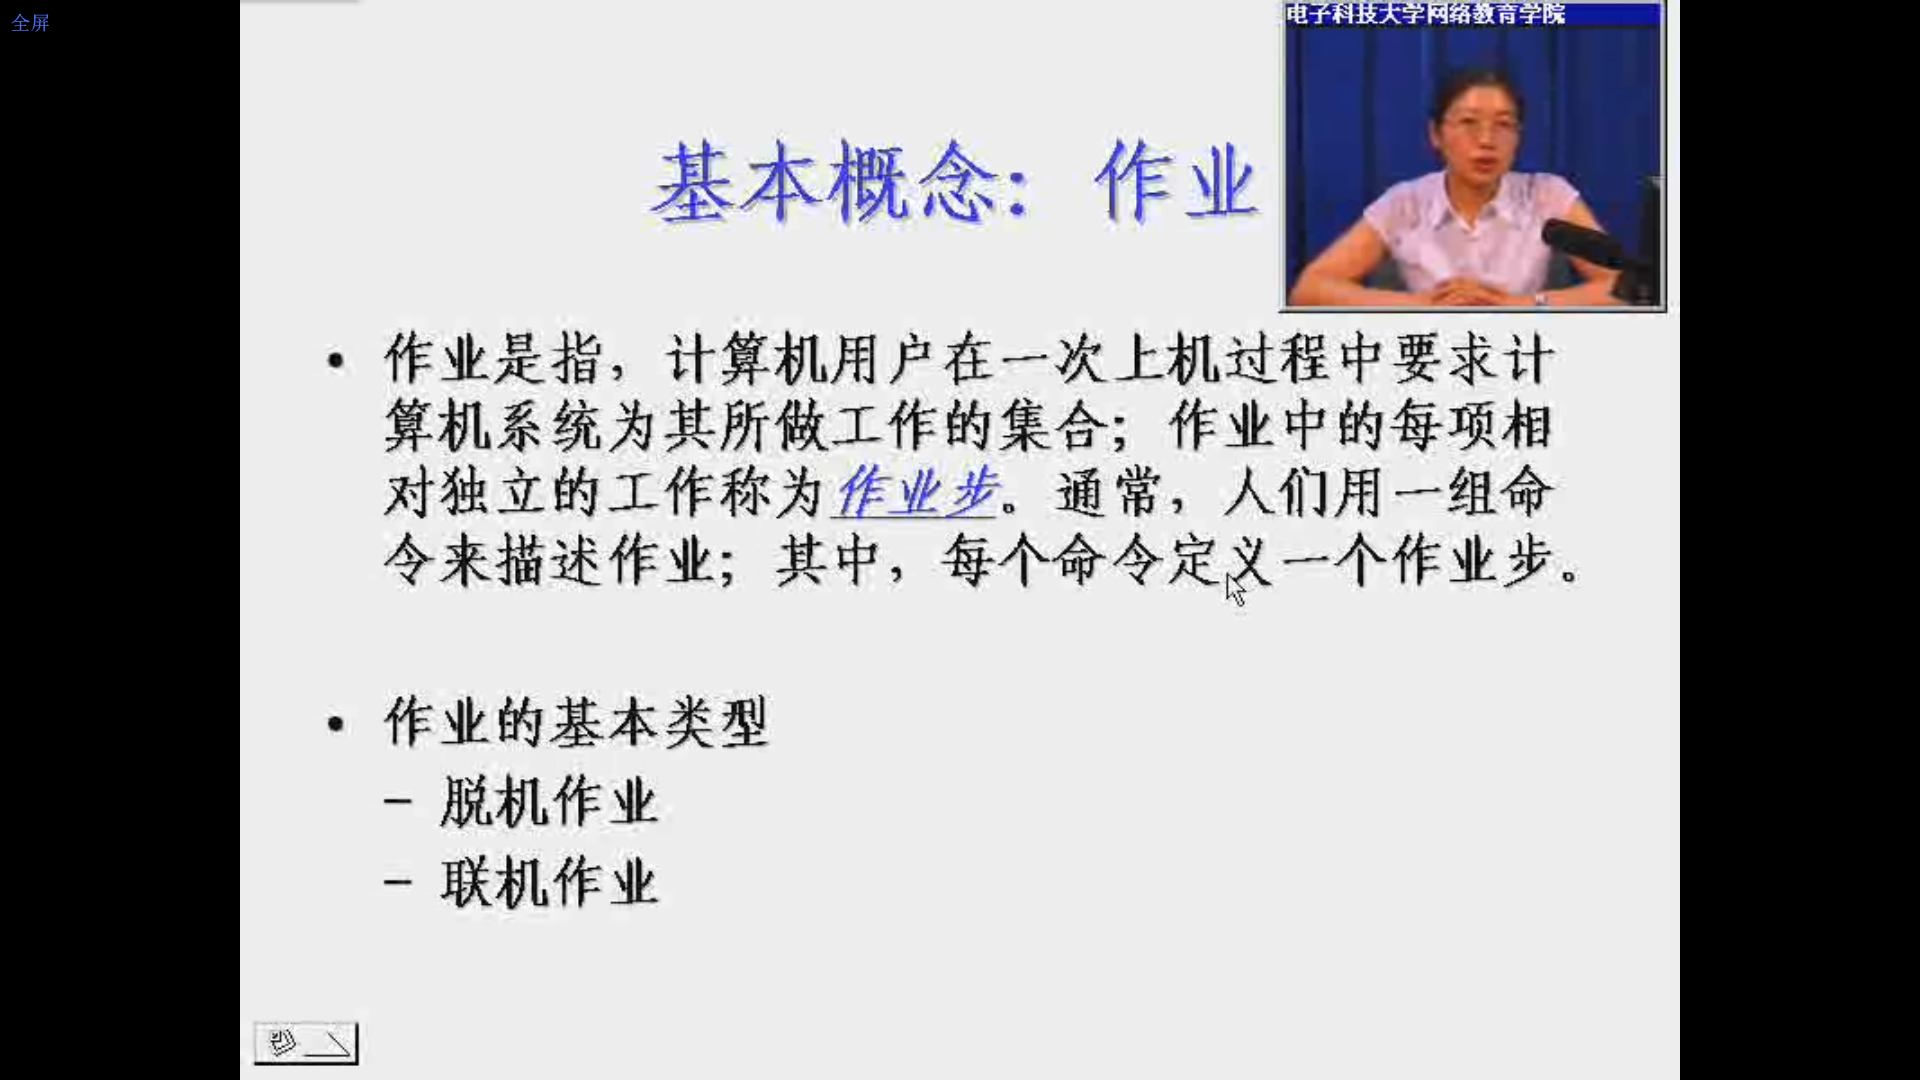 全屏
电子科技大学网络教育学院
基本概念：作业
• 作业是指，计算机用户在一次上机过程中要求计
算机系统为其所做工作的集合；作业中的每项相
对独立的工作称为作业步。通常，人们用一组命
令来描述作业；其中，每个命令定义一个作业步。
• 作业的基本类型
– 脱机作业
– 联机作业